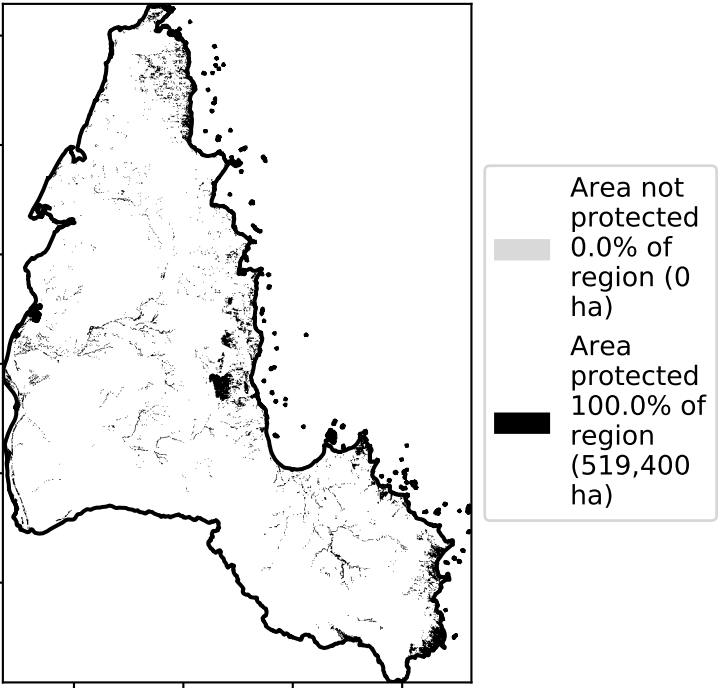 Area not
protected
0.0% of
region (0
ha)
Area
protected
100.0% of
region
(519,400
ha)